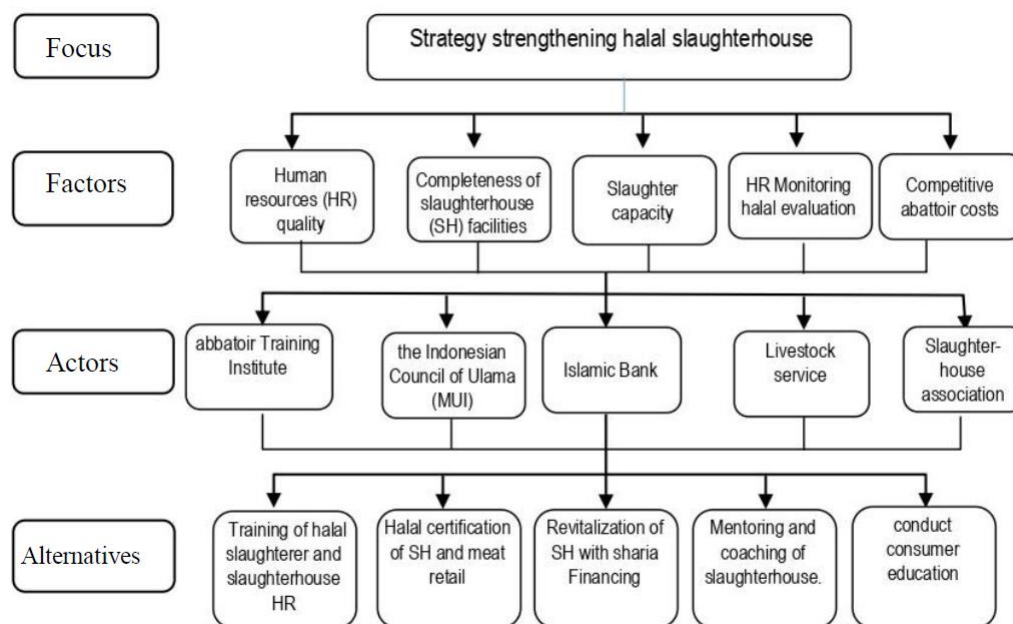 Focus
Strategy strengthening halal slaughterhouse
Factors
Human
resources (HR)
quality
Completeness of
slaughterhouse
(SH) facilities
Slaughter
capacity
HR Monitoring
halal evaluation
Competitive
abattoir costs
Actors
abbatoir Training
Institute
the Indonesian
Council of Ulama
(MUI)
Islamic Bank
Livestock
service
Slaughter-
house
association
Alternatives
Training of halal
slaughterer and
slaughterhouse
HR
Halal certification
of SH and meat
retail
Revitalization of
SH with sharia
Financing
Mentoring and
coaching of
slaughterhouse.
conduct
consumer
education